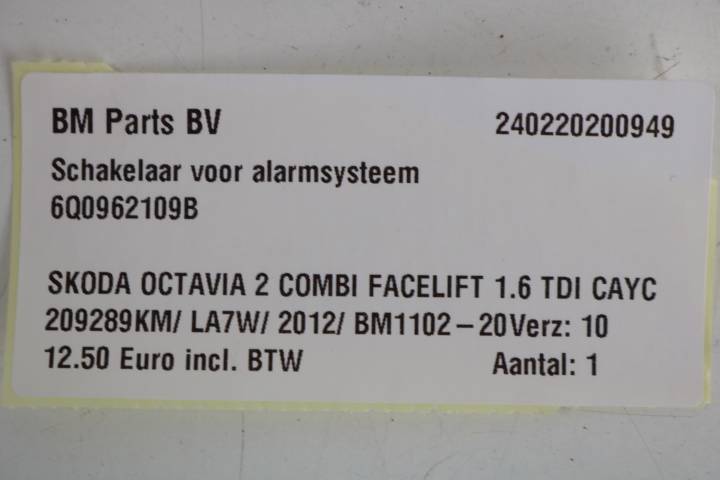 BM Parts BV 240220200949
Schakelaar voor alarmsysteem
6Q0962109B
SKODA OCTAVIA 2 COMBI FACELIFT 1.6 TDI CAYC
209289KM/ LA7W/ 2012/ BM1102-20Verz: 10
12.50 Euro incl. BTW Aantal: 1